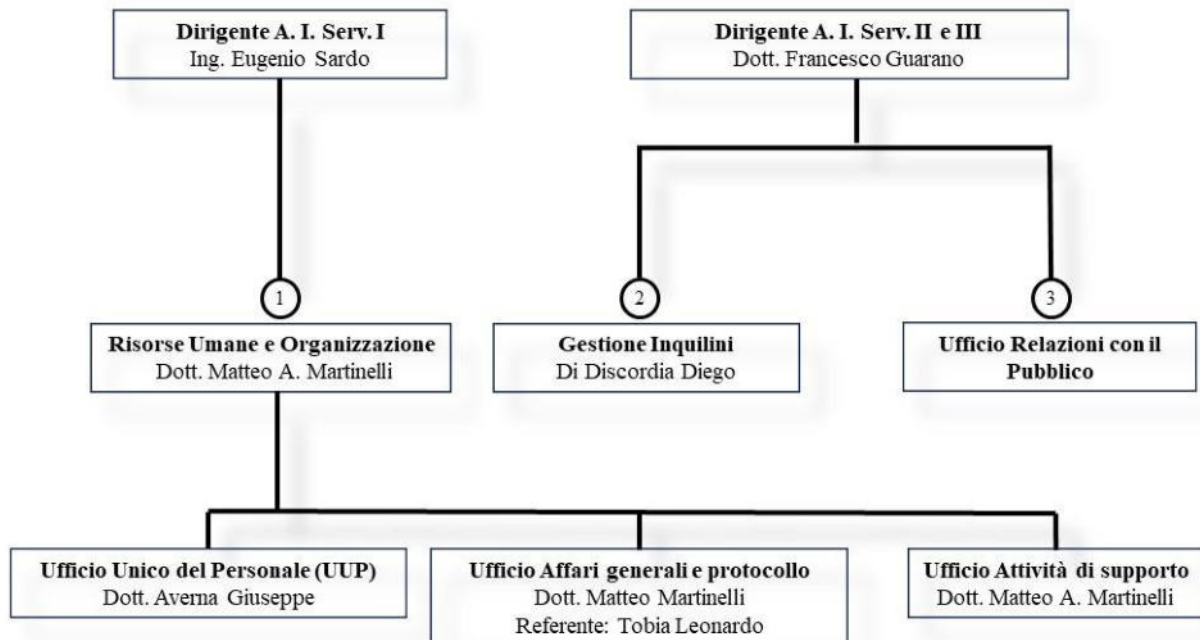 Dirigente A. I. Serv. I
Ing. Eugenio Sardo
Dirigente A. I. Serv. II e III
Dott. Francesco Guarano
1
2
3
Risorse Umane e Organizzazione
Dott. Matteo A. Martinelli
Gestione Inquilini
Di Discordia Diego
Ufficio Relazioni con il
Pubblico
Ufficio Unico del Personale (UUP)
Dott. Averna Giuseppe
Ufficio Affari generali e protocollo
Dott. Matteo Martinelli
Referente: Tobia Leonardo
Ufficio Attività di supporto
Dott. Matteo A. Martinelli